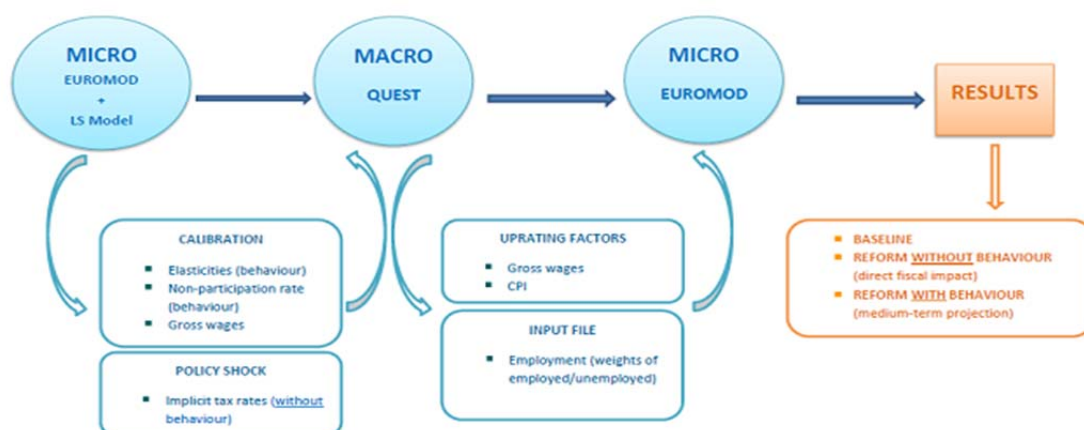 MICRO
EUROMOD
+
LS Model
MACRO
QUEST
MICRO
EUROMOD
RESULTS
CALIBRATION
Elasticities (behaviour)
Non-participation rate
(behaviour)
Gross wages
POLICY SHOCK
Implicit tax rates (without
behaviour)
UPRATING FACTORS
Gross wages
CPI
INPUT FILE
Employment (weights of
employed/unemployed)
BASELINE
REFORM WITHOUT BEHAVIOUR
(direct fiscal impact)
REFORM WITH BEHAVIOUR
(medium-term projection)